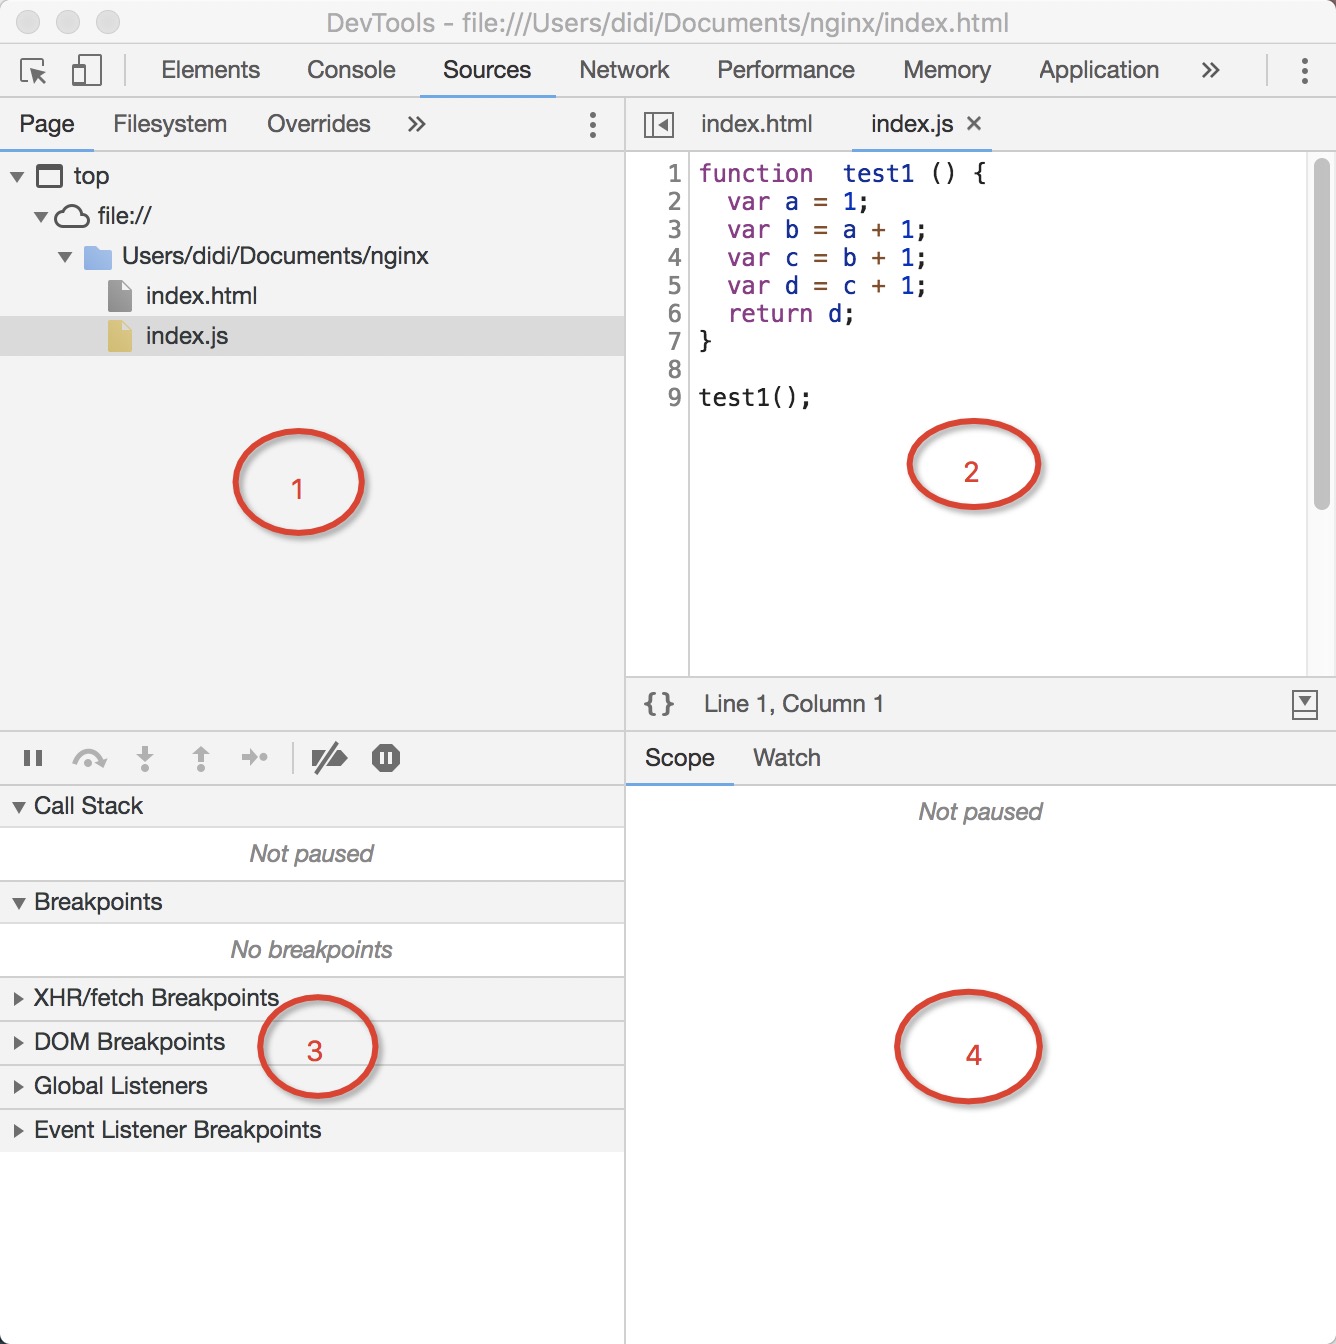 DevTools - file:///Users/didi/Documents/nginx/index.html
Elements Console Sources Network Performance Memory Application »
Page Filesystem Overrides »
top
file://
Users/didi/Documents/nginx
index.html
index.js
1
index.html index.js ×
1 function  test1 () {
2   var a = 1;
3   var b = a + 1;
4   var c = b + 1;
5   var d = c + 1;
6   return d;
7 }
8
9 test1();
2
{} Line 1, Column 1
Call Stack
Not paused
Breakpoints
No breakpoints
XHR/fetch Breakpoints
DOM Breakpoints
3
Global Listeners
Event Listener Breakpoints
Scope Watch
Not paused
4